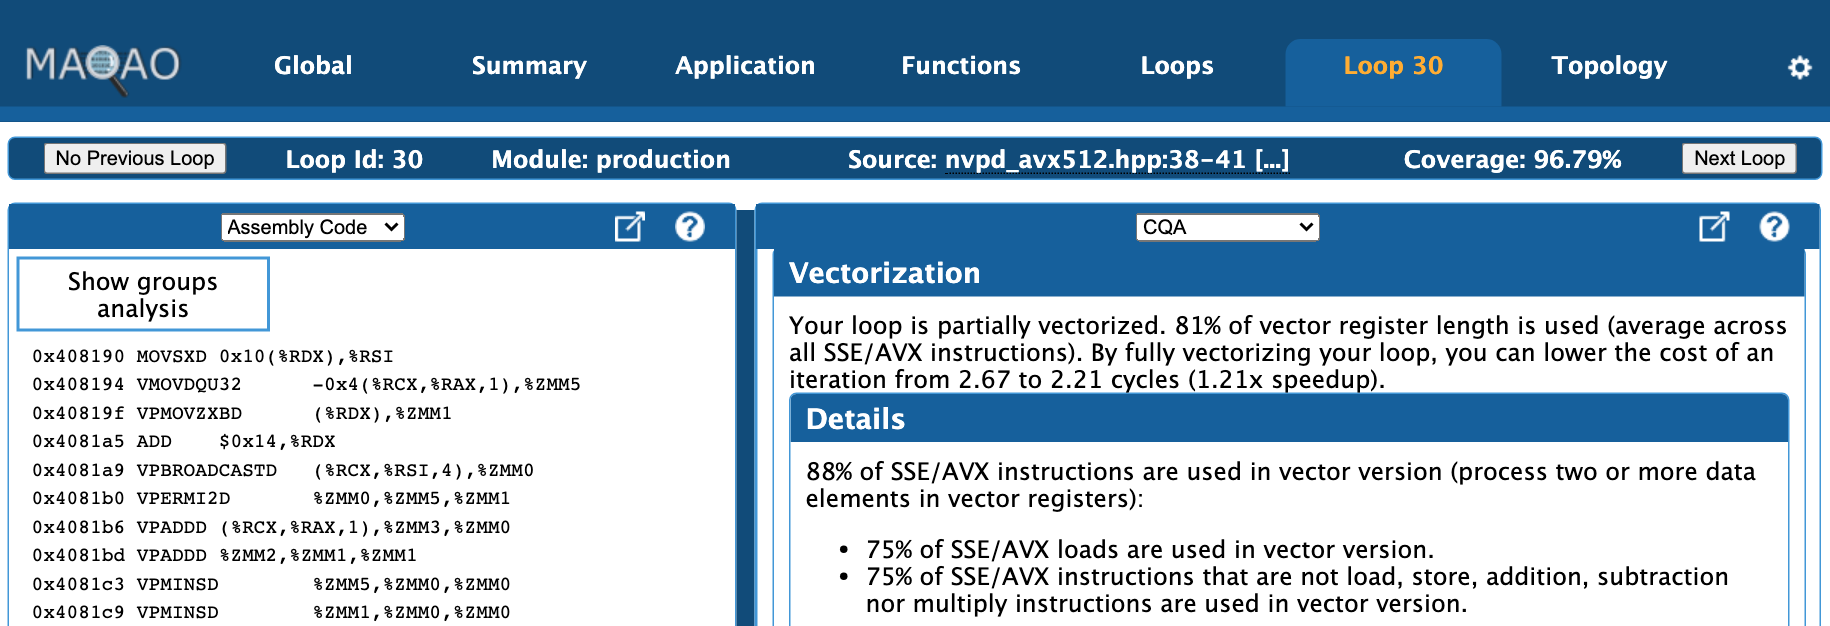 MAQAO Global Summary Application Functions Loops Loop 30 Topology
No Previous Loop Loop Id: 30 Module: production Source: nvpd_avx512.hpp:38-41 [...] Coverage: 96.79% Next Loop
Assembly Code
Show groups
analysis
0x408190 MOVSXD 0x10(%RDX),%RSI
0x408194 VMOVDQU32 -0x4(%RCX,%RAX,1),%ZMM5
0x40819f VPMOVZXBD (%RDX),%ZMM1
0x4081a5 ADD $0x14,%RDX
0x4081a9 VPBROADCASTD (%RCX,%RSI,4),%ZMM0
0x4081b0 VPERMI2D %ZMM0,%ZMM5,%ZMM1
0x4081b6 VPADDD (%RCX,%RAX,1),%ZMM3,%ZMM0
0x4081bd VPADDD %ZMM2,%ZMM1,%ZMM1
0x4081c3 VPMINSD %ZMM5,%ZMM0,%ZMM0
0x4081c9 VPMINSD %ZMM1,%ZMM0,%ZMM0
CQA
Vectorization
Your loop is partially vectorized. 81% of vector register length is used (average across
all SSE/AVX instructions). By fully vectorizing your loop, you can lower the cost of an
iteration from 2.67 to 2.21 cycles (1.21x speedup).
Details
88% of SSE/AVX instructions are used in vector version (process two or more data
elements in vector registers):
• 75% of SSE/AVX loads are used in vector version.
• 75% of SSE/AVX instructions that are not load, store, addition, subtraction
nor multiply instructions are used in vector version.